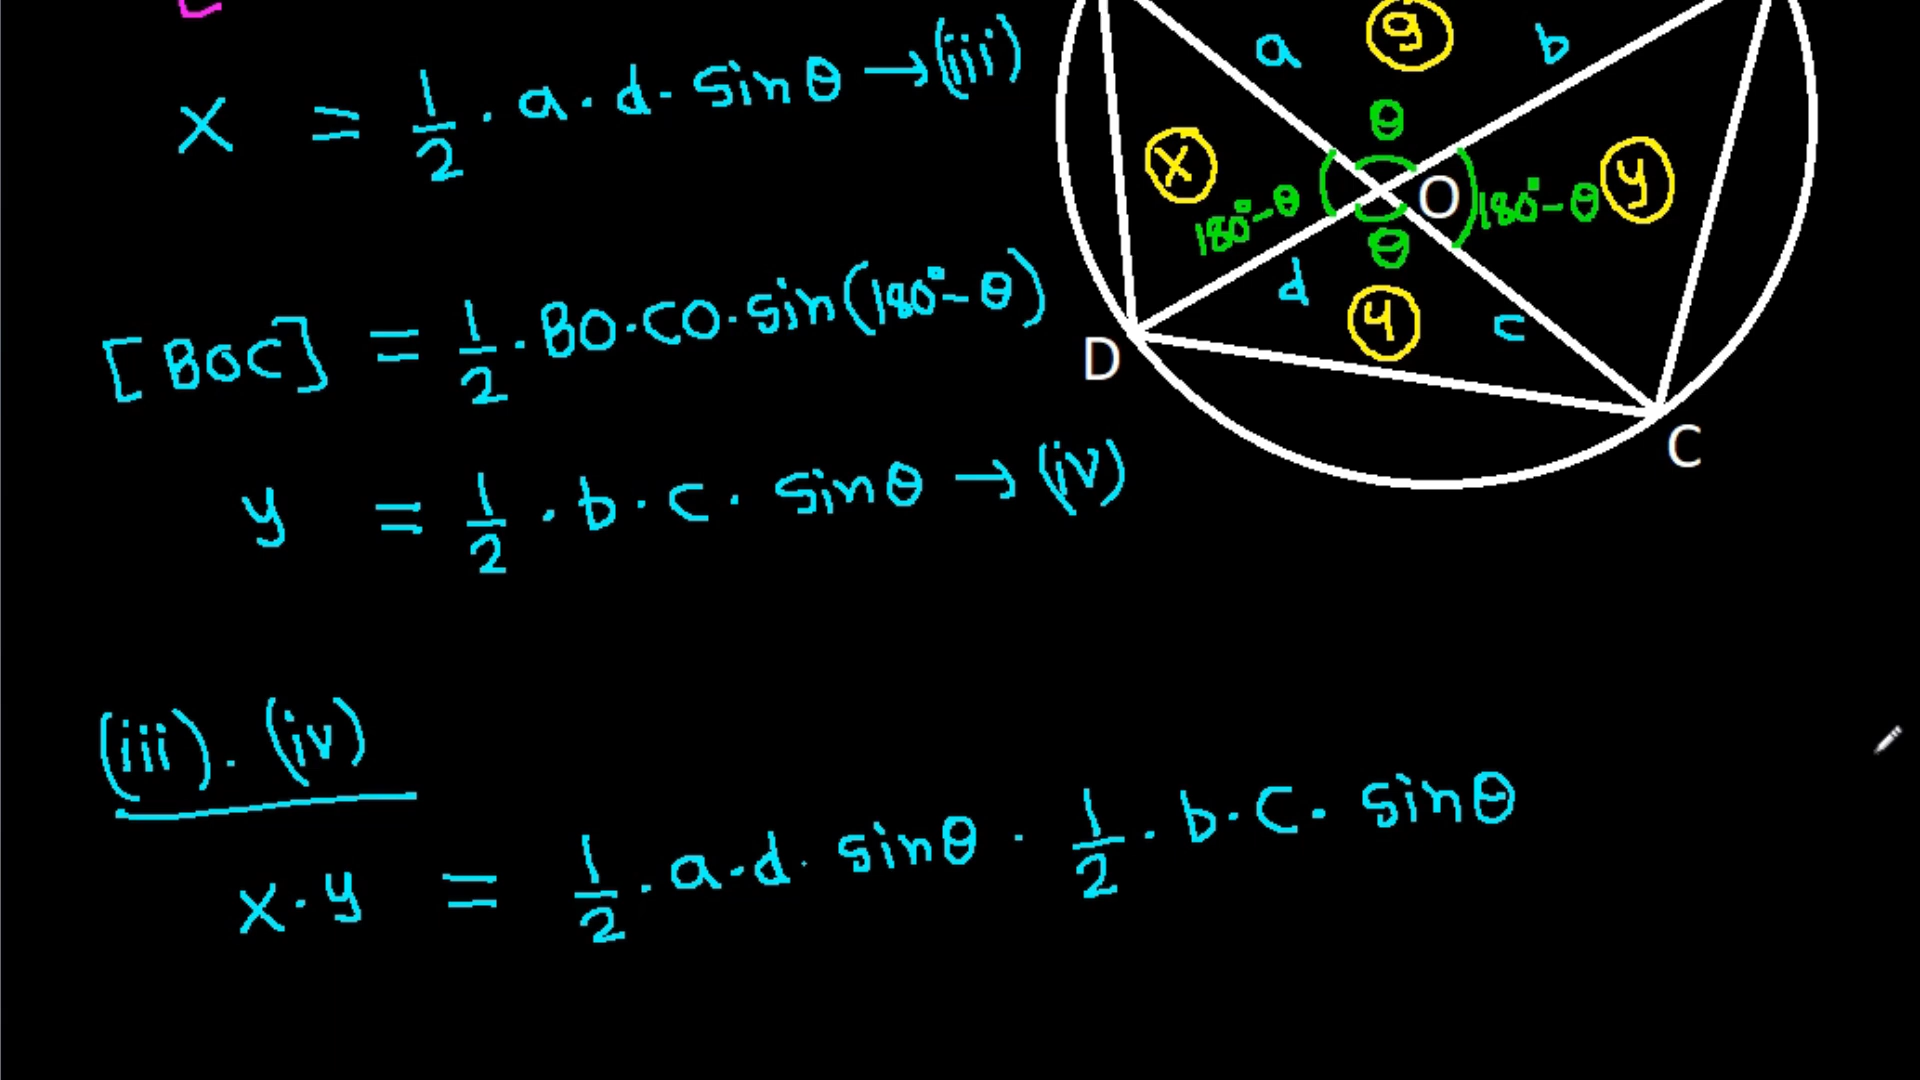 x = 1/2 · a · d · sinθ → (iii)
[BOC] = 1/2 · BO · CO · sin(180° - θ)
y = 1/2 · b · c · sinθ → (iv)
(iii) · (iv)
x · y = 1/2 · a · d · sinθ · 1/2 · b · c · sinθ
a 9 b
θ
x O y
180° - θ 180° - θ
θ
d 4 c
D
C